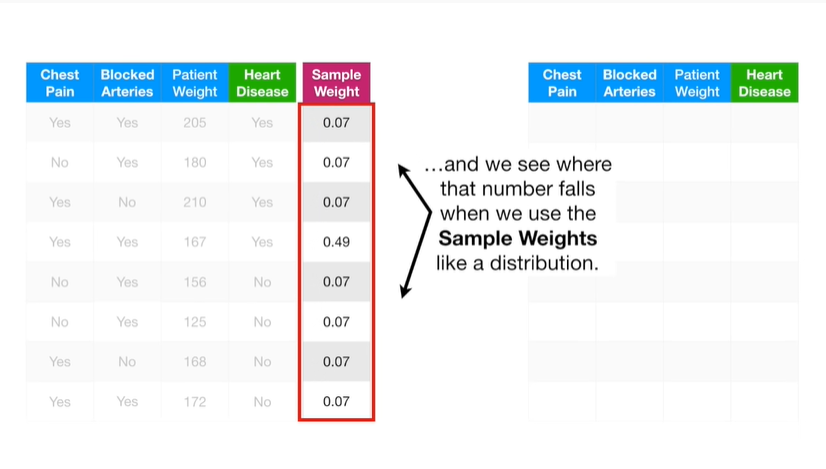 Chest Pain Blocked Arteries Patient Weight Heart Disease Sample Weight
Yes Yes 205 Yes 0.07
No Yes 180 Yes 0.07
Yes No 210 Yes 0.07
Yes Yes 167 Yes 0.49
No Yes 156 No 0.07
No Yes 125 No 0.07
Yes No 168 No 0.07
Yes Yes 172 No 0.07
…and we see where
that number falls
when we use the
Sample Weights
like a distribution.
Chest Pain Blocked Arteries Patient Weight Heart Disease